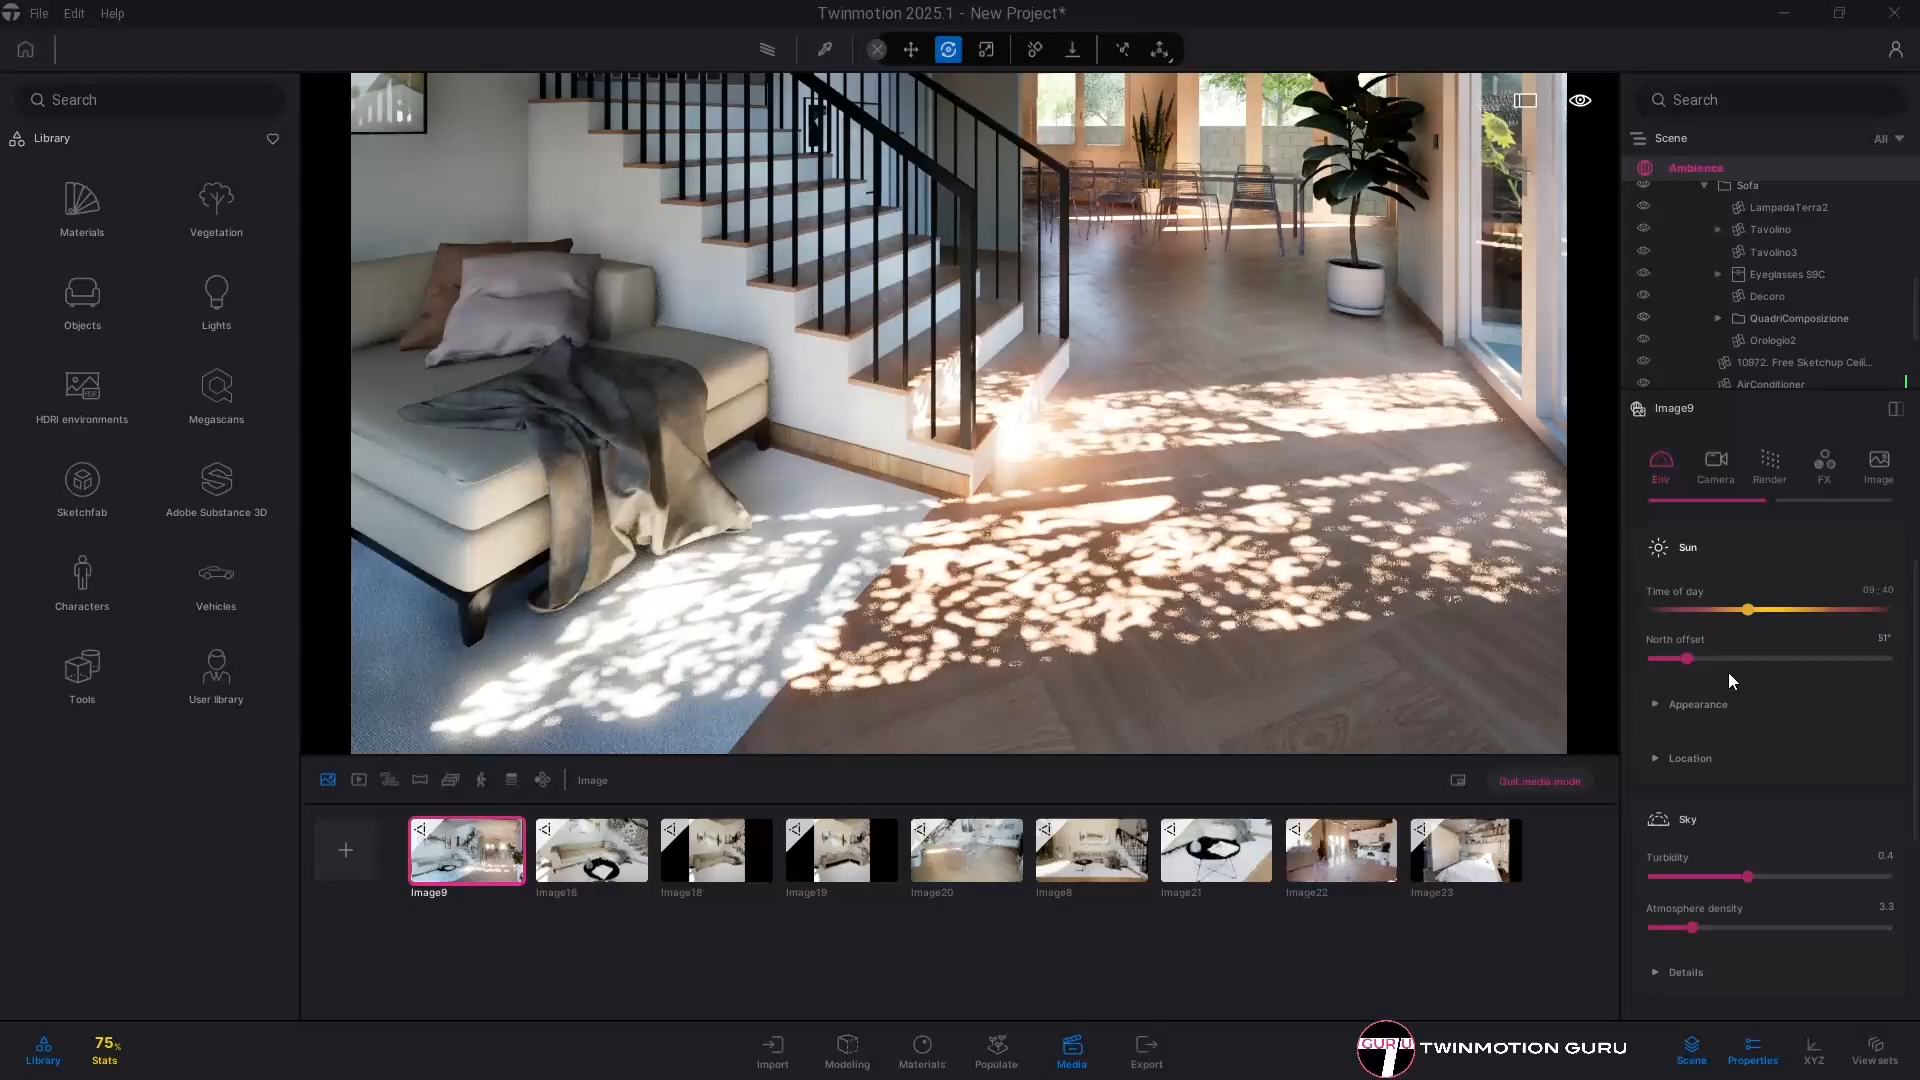 File Edit Help
Twinmotion 2025.1 - New Project*
Search
Library
Materials
Vegetation
Objects
Lights
HDRI environments
Megascans
Sketchfab
Adobe Substance 3D
Characters
Vehicles
Tools
User library
Search
Scene
All
Ambience
Sofa
LampadaTerra2
Tavolino
Tavolino3
Eyeglasses S9C
Decoro
QuadriComposizione
Orologio2
10972. Free Sketchup Ceili...
AirConditioner
Image9
Env
Camera
Render
FX
Image
Sun
Time of day 09:40
North offset 51°
Appearance
Location
Sky
Turbidity 0.4
Atmosphere density 3.3
Details
Image
Quit media mode
Image9
Image16
Image18
Image19
Image20
Image8
Image21
Image22
Image23
Library
75%
Stats
Import
Modeling
Materials
Populate
Media
Export
GURU
TWINMOTION GURU
Scene
Properties
XYZ
View sets